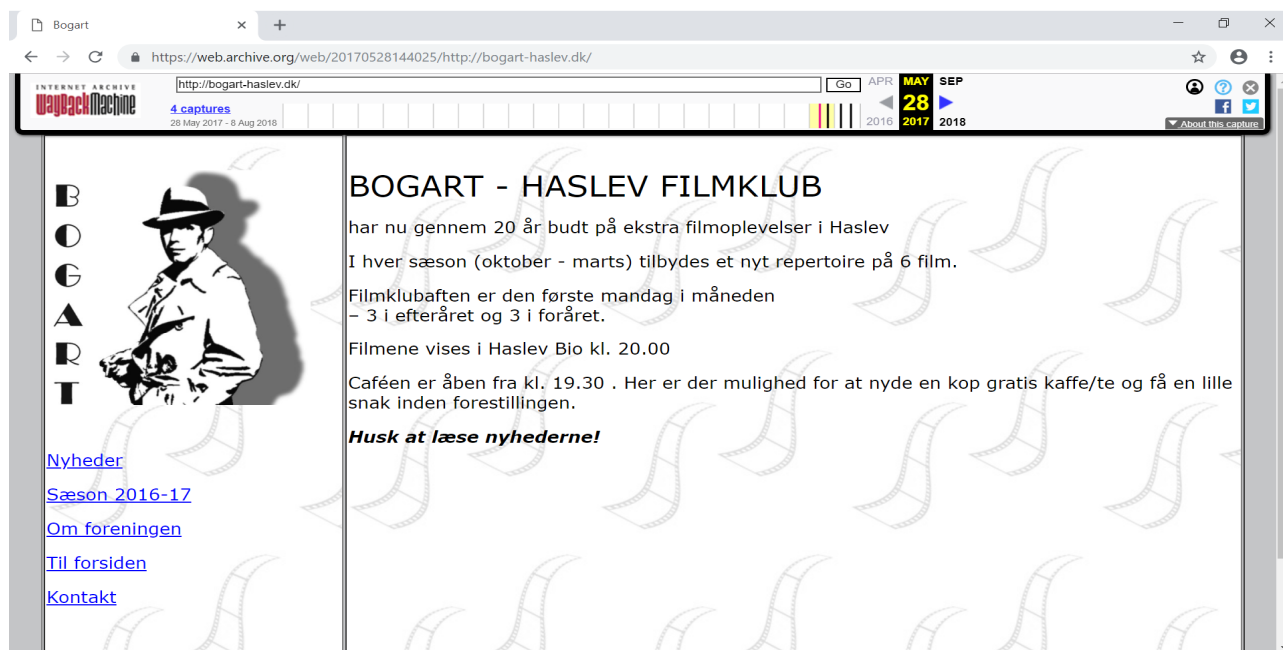 Bogart
https://web.archive.org/web/20170528144025/http://bogart-haslev.dk/
INTERNET ARCHIVE
WayBackMachine
http://bogart-haslev.dk/
Go
APR MAY SEP
4 captures
28
28 May 2017 - 8 Aug 2018
2016 2017 2018
About this capture
BOGART
BOGART - HASLEV FILMKLUB
har nu gennem 20 år budt på ekstra filmoplevelser i Haslev
I hver sæson (oktober - marts) tilbydes et nyt repertoire på 6 film.
Filmklubaften er den første mandag i måneden
– 3 i efteråret og 3 i foråret.
Filmene vises i Haslev Bio kl. 20.00
Caféen er åben fra kl. 19.30 . Her er der mulighed for at nyde en kop gratis kaffe/te og få en lille
snak inden forestillingen.
Husk at læse nyhederne!
Nyheder
Sæson 2016-17
Om foreningen
Til forsiden
Kontakt